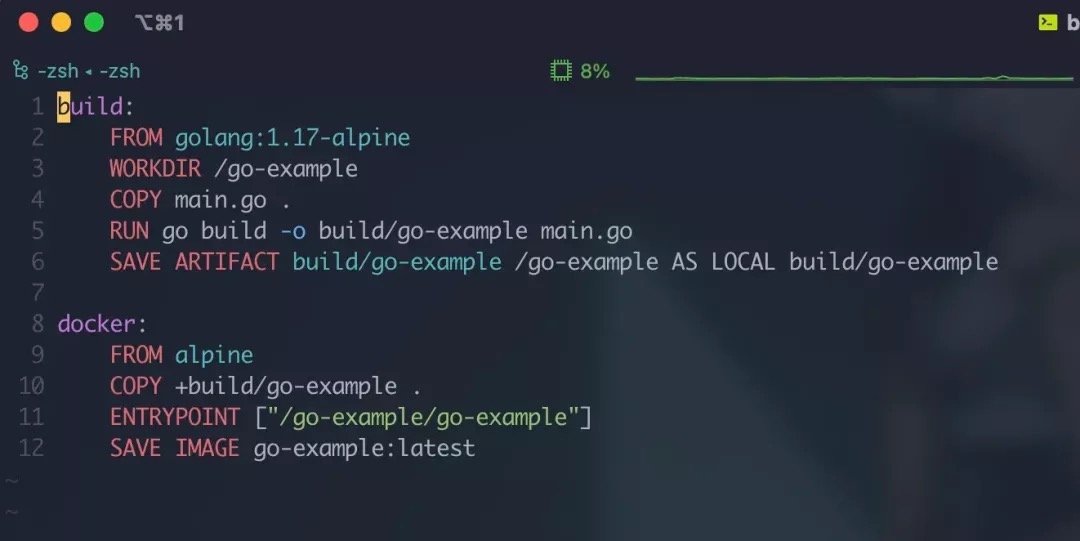 ⌥⌘1
b
-zsh ◂ -zsh
8%
1 build:
2 FROM golang:1.17-alpine
3 WORKDIR /go-example
4 COPY main.go .
5 RUN go build -o build/go-example main.go
6 SAVE ARTIFACT build/go-example /go-example AS LOCAL build/go-example
7
8 docker:
9 FROM alpine
10 COPY +build/go-example .
11 ENTRYPOINT ["/go-example/go-example"]
12 SAVE IMAGE go-example:latest
~
~